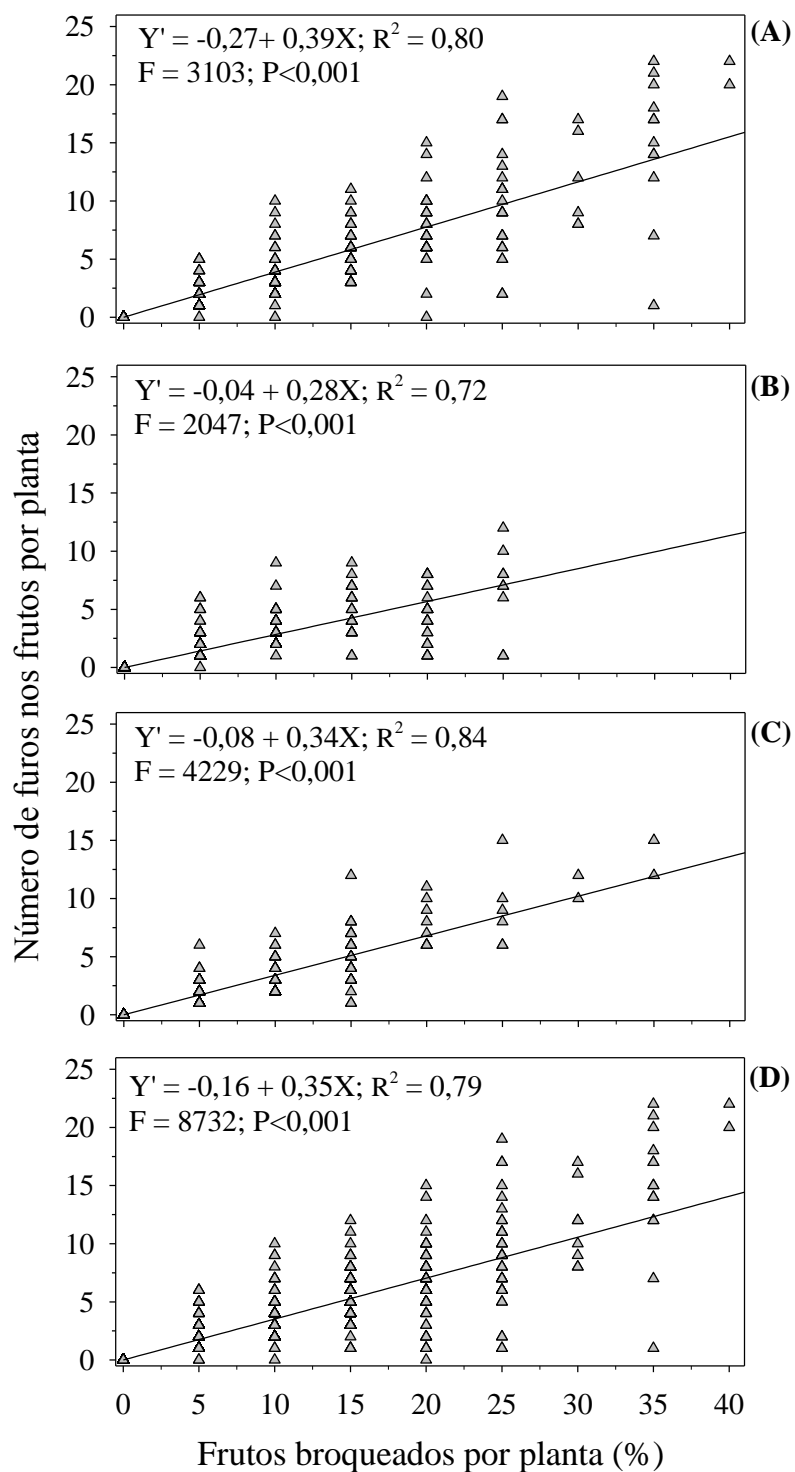 Y' = -0,27+ 0,39X; R² = 0,80
F = 3103; P<0,001
(A)
25
20
15
10
5
0
Y' = -0,04 + 0,28X; R² = 0,72
F = 2047; P<0,001
(B)
25
20
15
10
5
0
Y' = -0,08 + 0,34X; R² = 0,84
F = 4229; P<0,001
(C)
25
20
15
10
5
0
Y' = -0,16 + 0,35X; R² = 0,79
F = 8732; P<0,001
(D)
25
20
15
10
5
0
0 5 10 15 20 25 30 35 40
Número de furos nos frutos por planta
Frutos broqueados por planta (%)